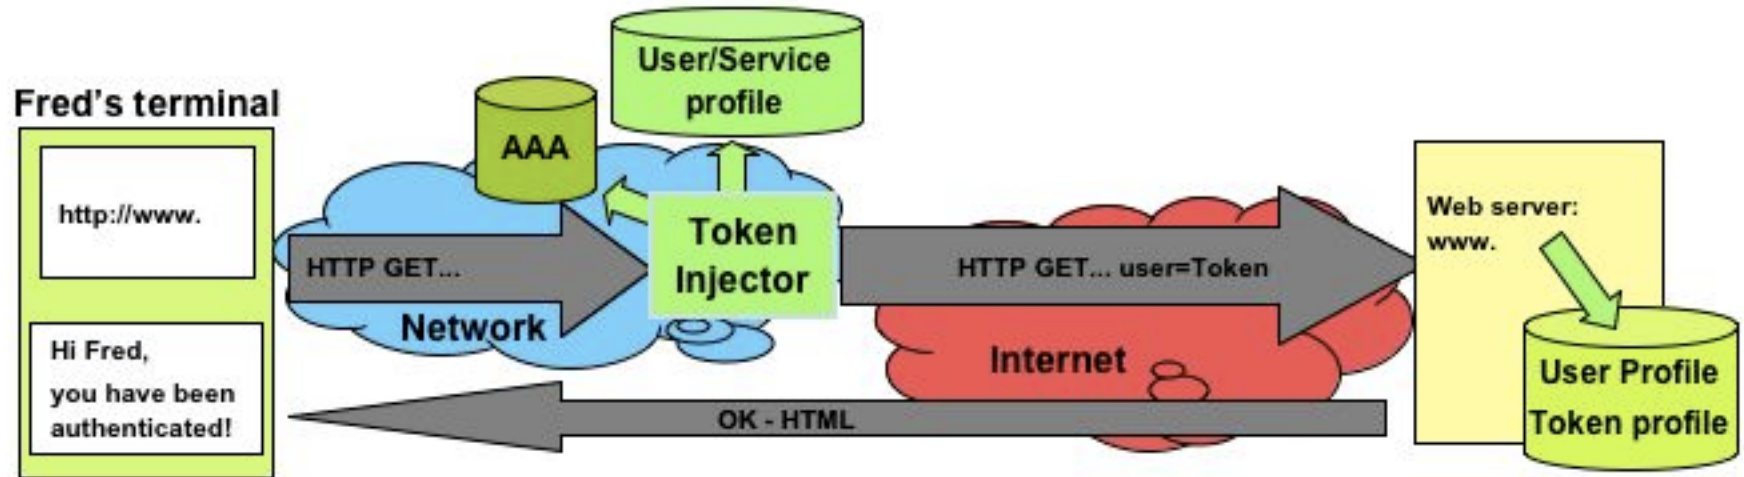 User/Service
profile
Fred's terminal
AAA
http://www.
Token
Injector
Web server:
www.
HTTP GET...
HTTP GET... user=Token
Network
Hi Fred,
you have been
authenticated!
Internet
User Profile
Token profile
OK - HTML